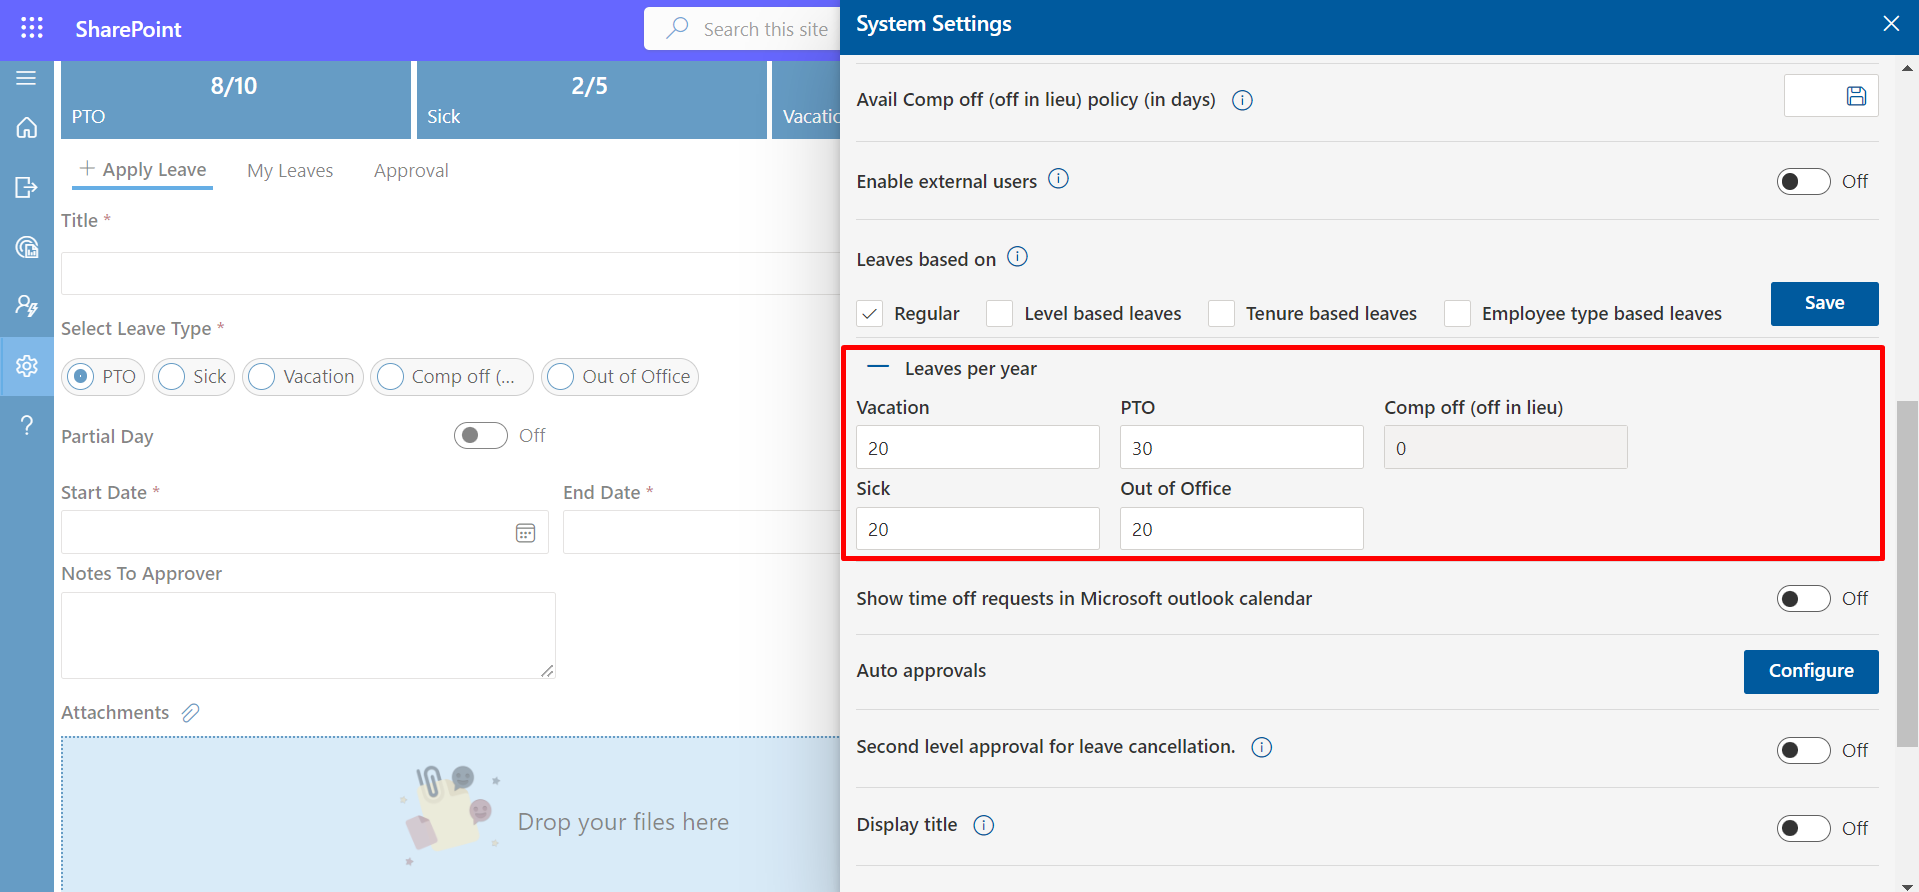 SharePoint
Search this site
8/10
PTO
2/5
Sick
Vacatic
Apply Leave
My Leaves
Approval
Title *
Select Leave Type *
PTO
Sick
Vacation
Comp off (...
Out of Office
Partial Day
Off
Start Date *
End Date *
Notes To Approver
Attachments
Drop your files here
System Settings
Avail Comp off (off in lieu) policy (in days)
Enable external users
Off
Leaves based on
Regular
Level based leaves
Tenure based leaves
Employee type based leaves
Save
Leaves per year
Vacation
PTO
Comp off (off in lieu)
20
30
0
Sick
Out of Office
20
20
Show time off requests in Microsoft outlook calendar
Off
Auto approvals
Configure
Second level approval for leave cancellation.
Off
Display title
Off